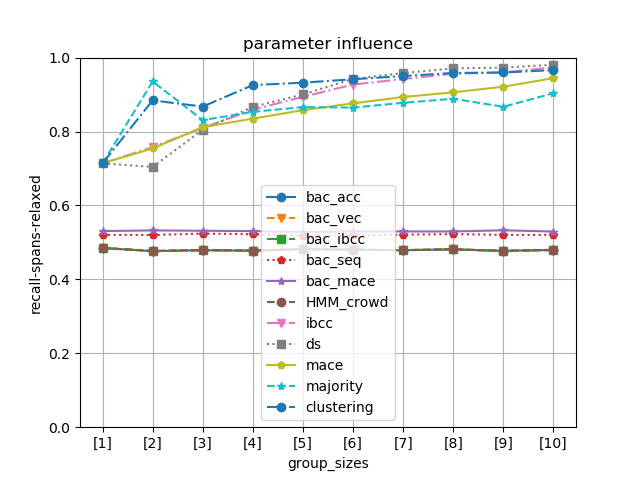 parameter influence
recall-spans-relaxed
1.0
0.8
0.6
0.4
0.2
0.0
bac_acc
bac_vec
bac_ibcc
bac_seq
bac_mace
HMM_crowd
ibcc
ds
mace
majority
clustering
[1] [2] [3] [4] [5] [6] [7] [8] [9] [10]
group_sizes